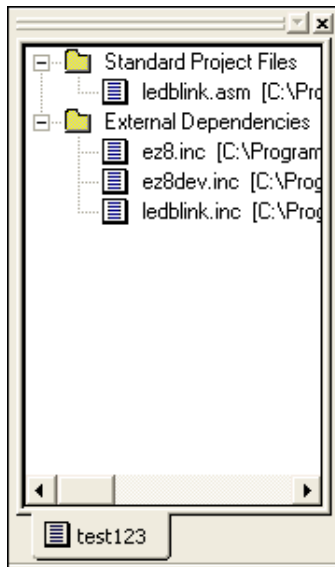 Standard Project Files
ledblink.asm [C:\Pro
External Dependencies
ez8.inc [C:\Program
ez8dev.inc [C:\Prog
ledblink.inc [C:\Prog
test123